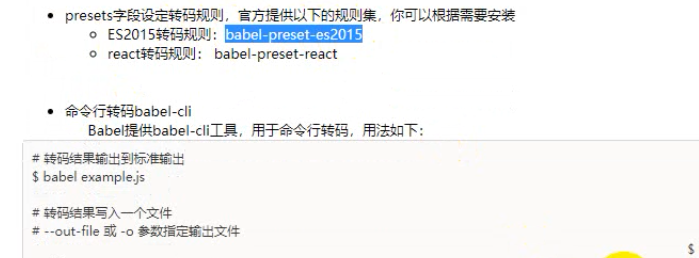 presets字段设定转码规则，官方提供以下的规则集，你可以根据需要安装
ES2015转码规则：babel-preset-es2015
react转码规则： babel-preset-react
命令行转码babel-cli
Babel提供babel-cli工具，用于命令行转码，用法如下：
# 转码结果输出到标准输出
$ babel example.js
# 转码结果写入一个文件
# --out-file 或 -o 参数指定输出文件
$